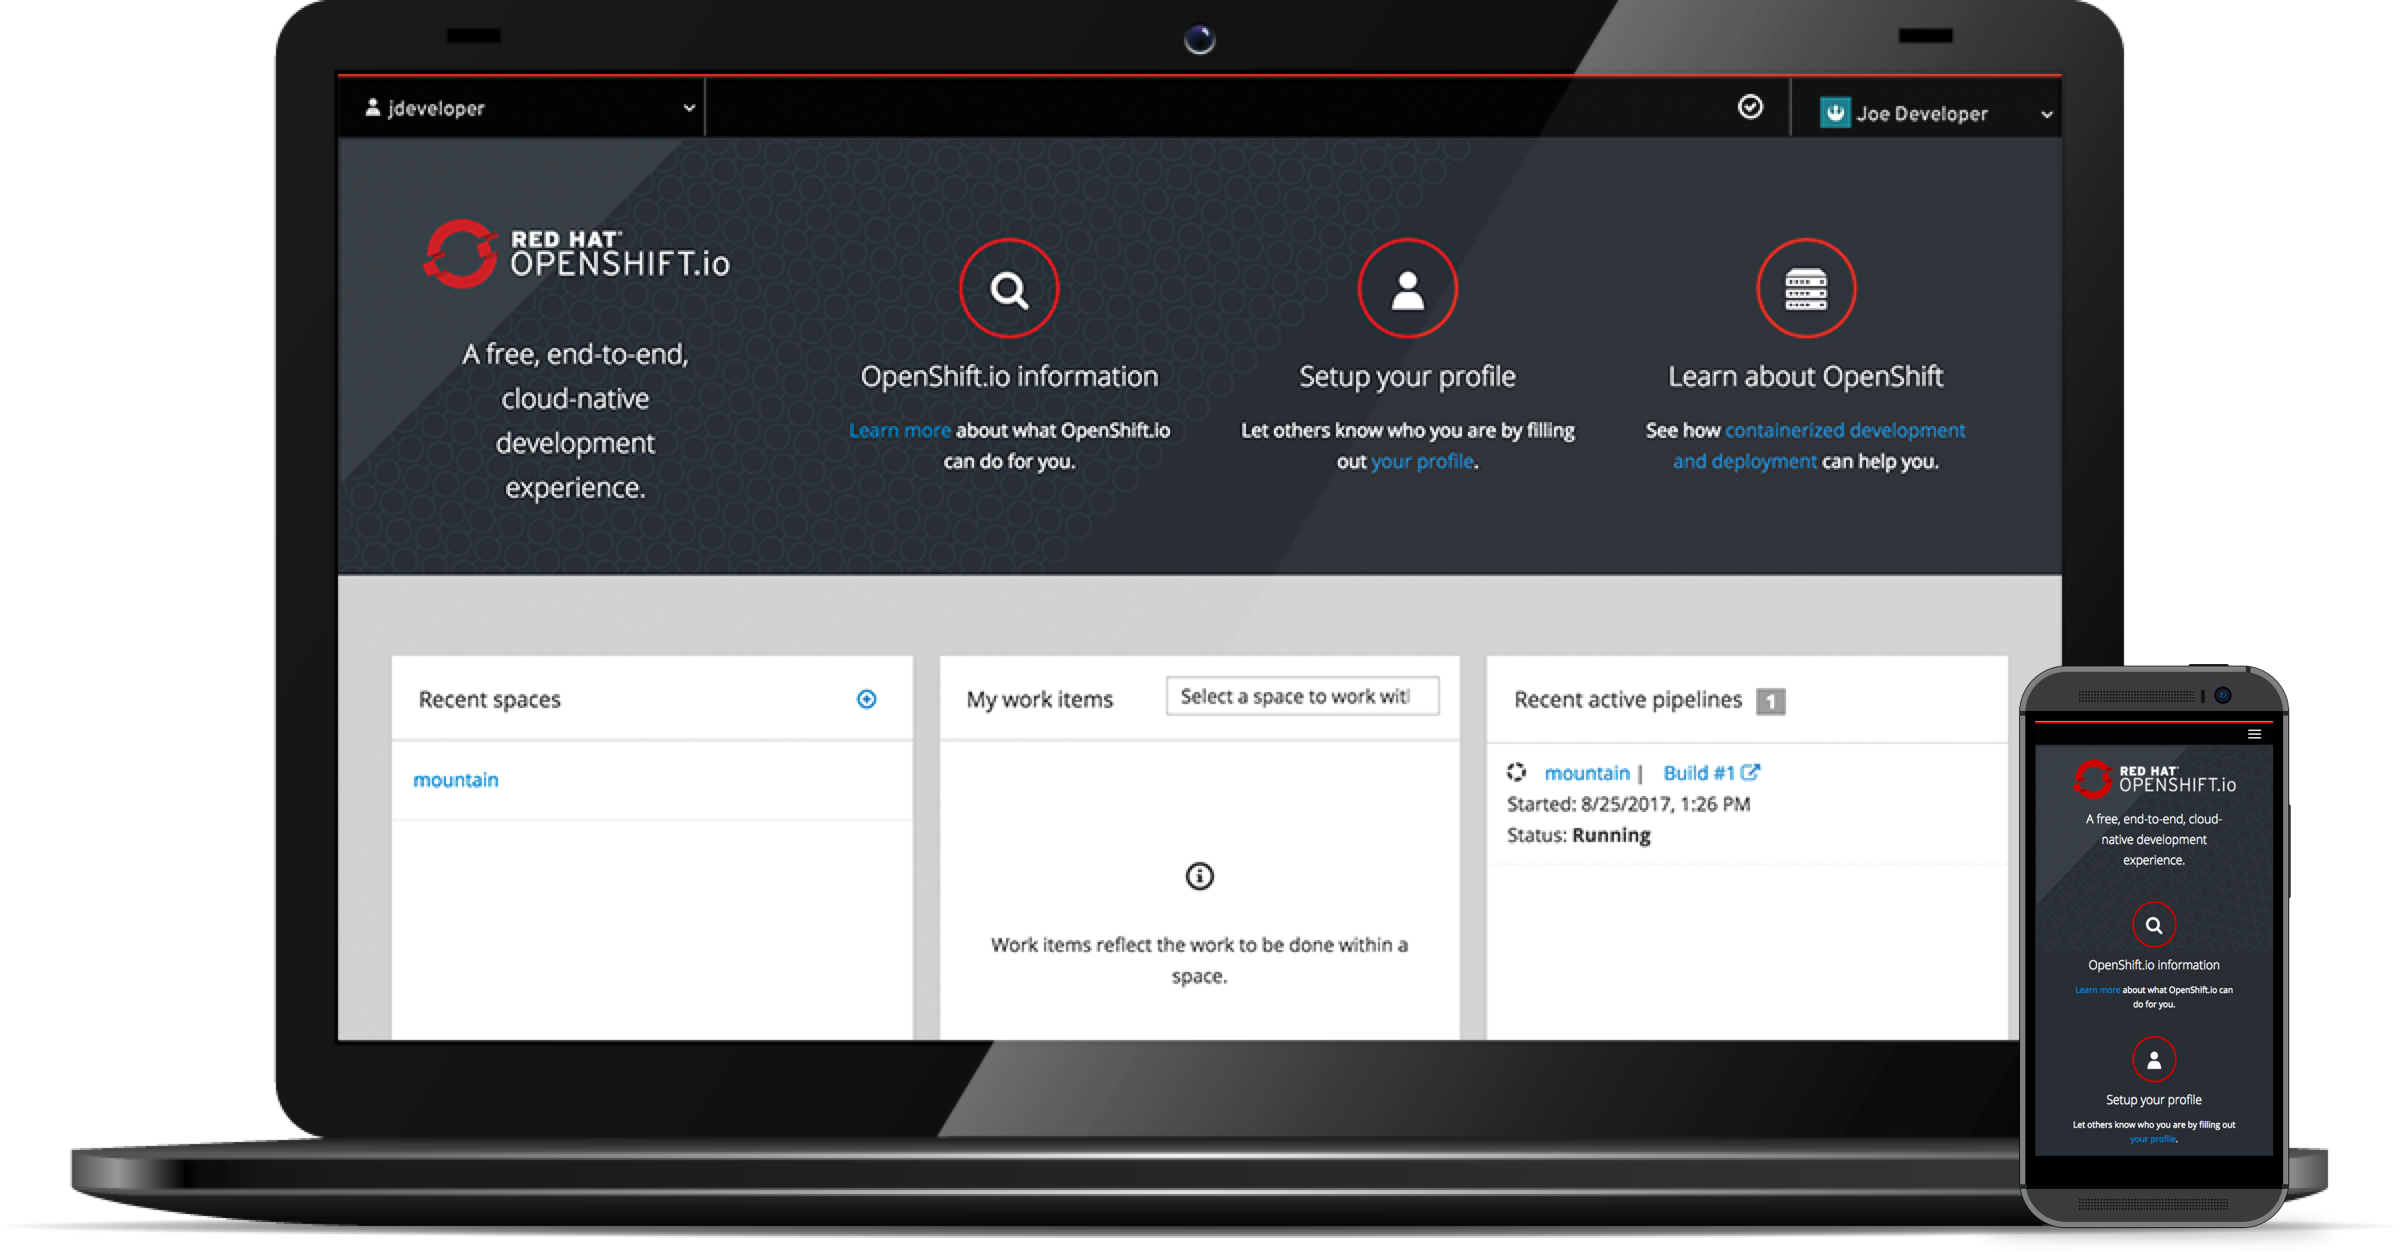 jdeveloper
Joe Developer
RED HAT®
OPENSHIFT.io
A free, end-to-end,
cloud-native
development
experience.
OpenShift.io information
Learn more about what OpenShift.io
can do for you.
Setup your profile
Let others know who you are by filling
out your profile.
Learn about OpenShift
See how containerized development
and deployment can help you.
Recent spaces
mountain
My work items
Select a space to work wit
Work items reflect the work to be done within a
space.
Recent active pipelines 1
mountain | Build #1
Started: 8/25/2017, 1:26 PM
Status: Running
RED HAT®
OPENSHIFT.io
A free, end-to-end, cloud-
native development
experience.
OpenShift.io information
Learn more about what OpenShift.io can
do for you.
Setup your profile
Let others know who you are by filling out
your profile.